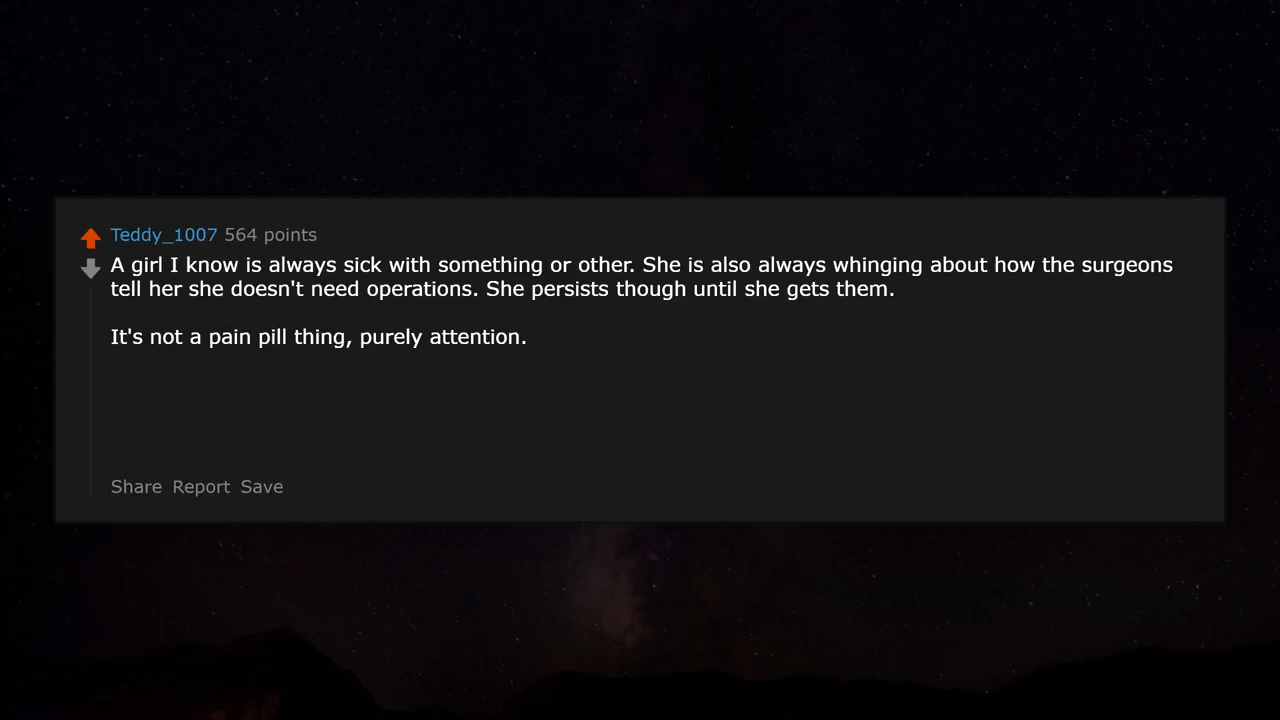 Teddy_1007 564 points
A girl I know is always sick with something or other. She is also always whinging about how the surgeons
tell her she doesn't need operations. She persists though until she gets them.
It's not a pain pill thing, purely attention.
Share Report Save